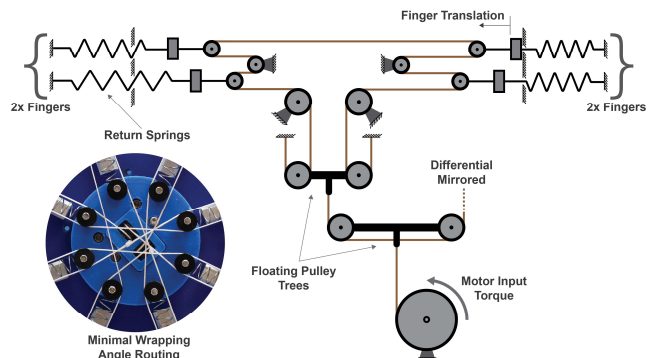 Finger Translation
2x Fingers
2x Fingers
Return Springs
Differential
Mirrored
Floating Pulley
Trees
Motor Input
Torque
Minimal Wrapping
Angle Routing